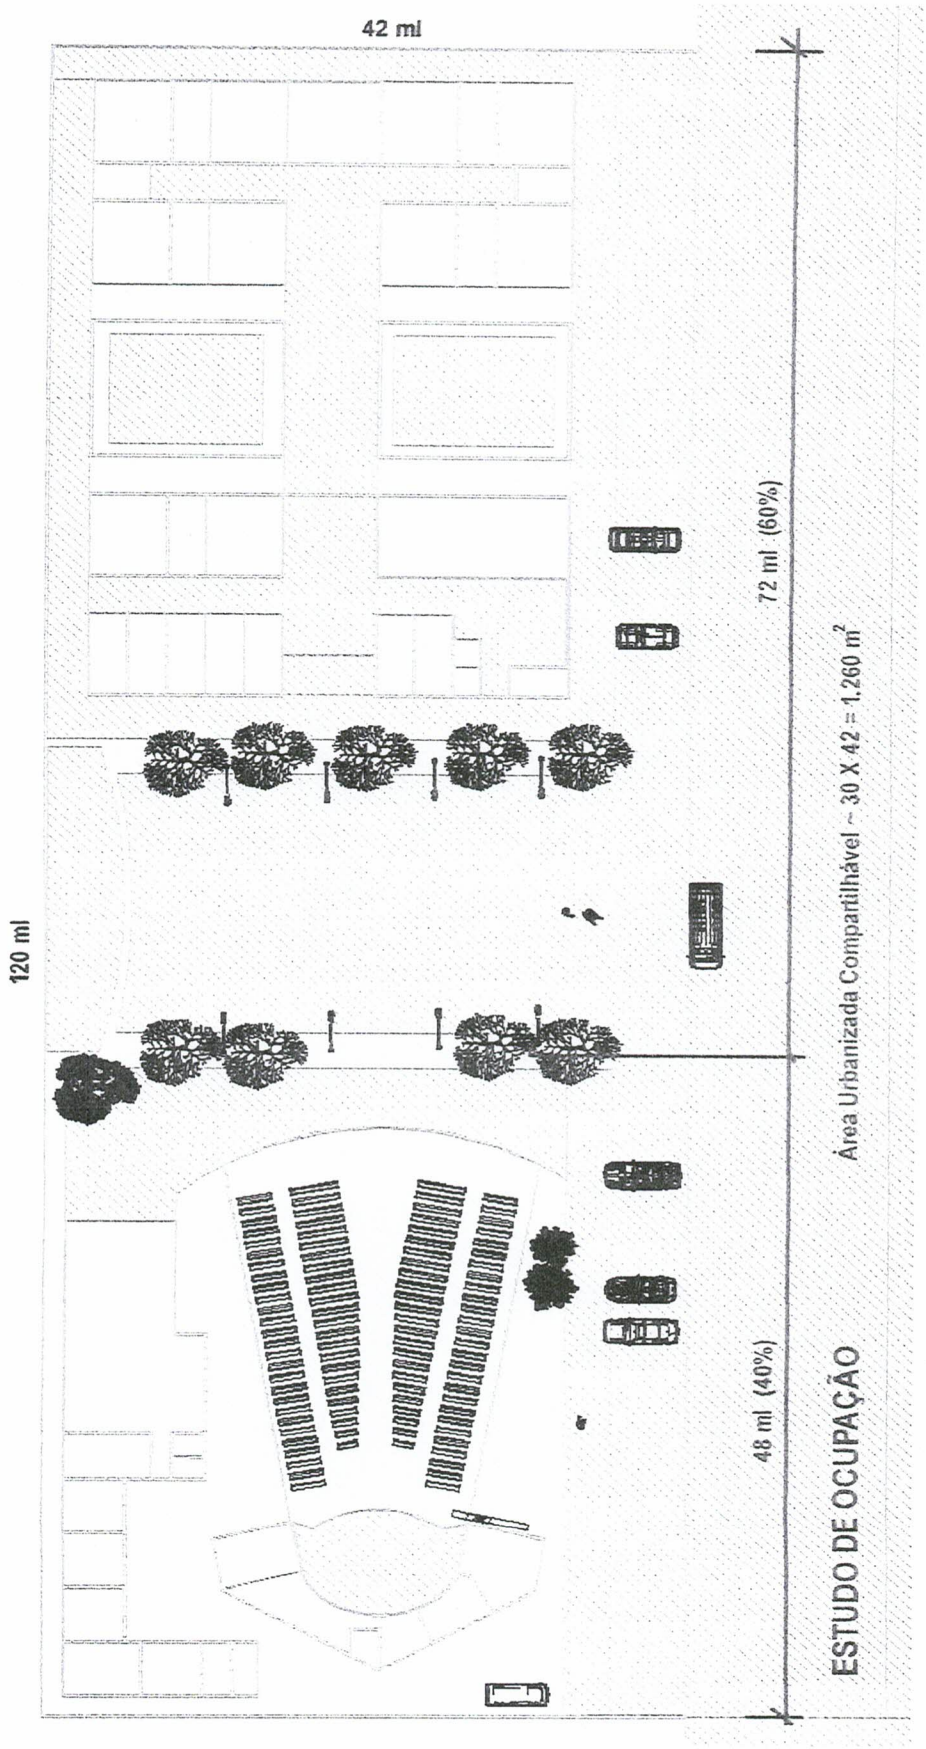 42 ml
120 ml
72 ml (60%)
48 ml (40%)
Área Urbanizada Compartilhável ~ 30 X 42 = 1.260 m²
ESTUDO DE OCUPAÇÃO